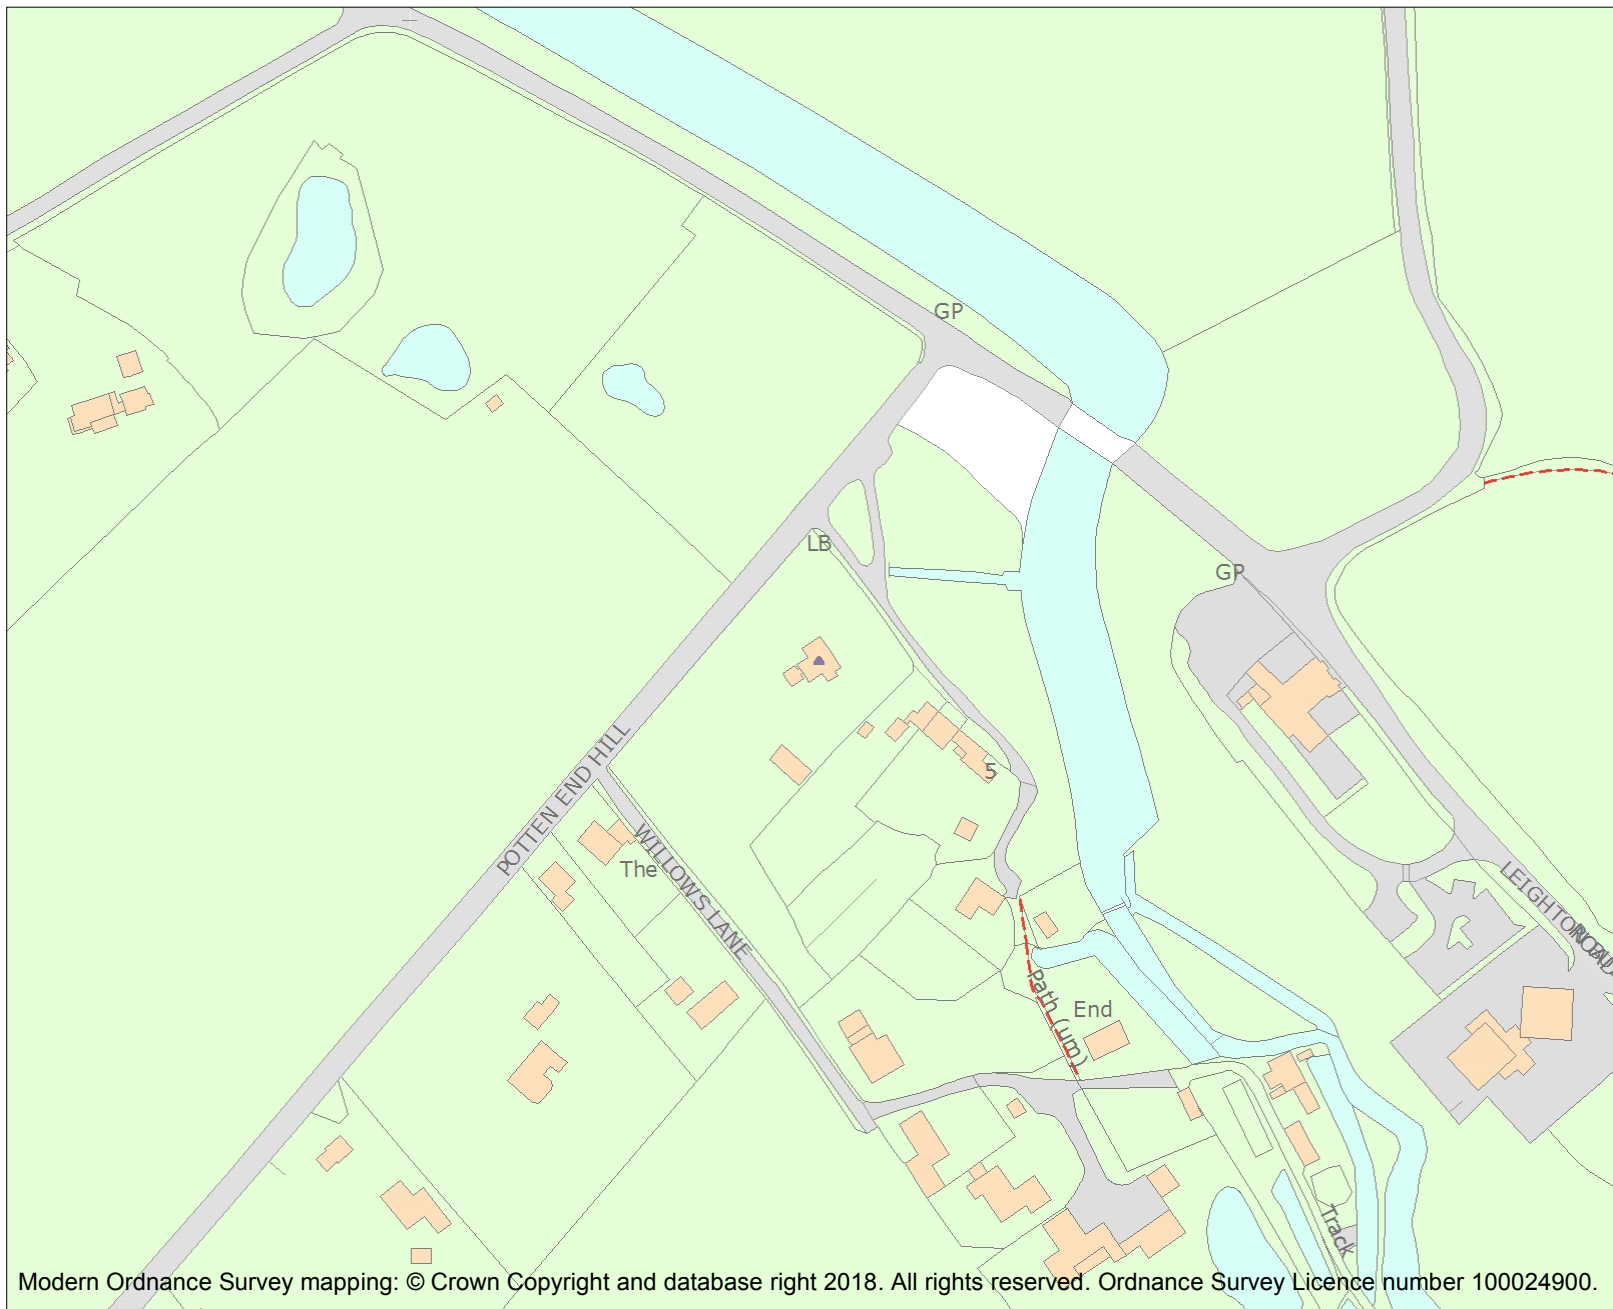 GP
LB
GP
POTTEN END HILL
5
WILLOWS LANE
The
LEIGHTON
Path (um)
End
Track
Modern Ordnance Survey mapping: © Crown Copyright and database right 2018. All rights reserved. Ordnance Survey Licence number 100024900.